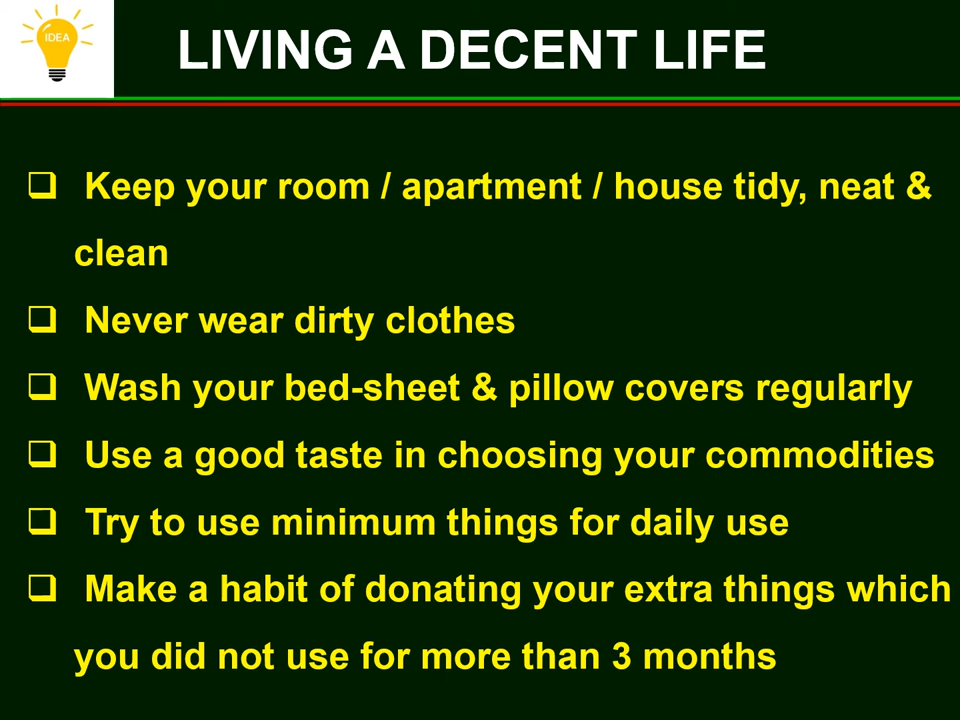 IDEA
LIVING A DECENT LIFE
Keep your room / apartment / house tidy, neat &
clean
Never wear dirty clothes
Wash your bed-sheet & pillow covers regularly
Use a good taste in choosing your commodities
Try to use minimum things for daily use
Make a habit of donating your extra things which
you did not use for more than 3 months